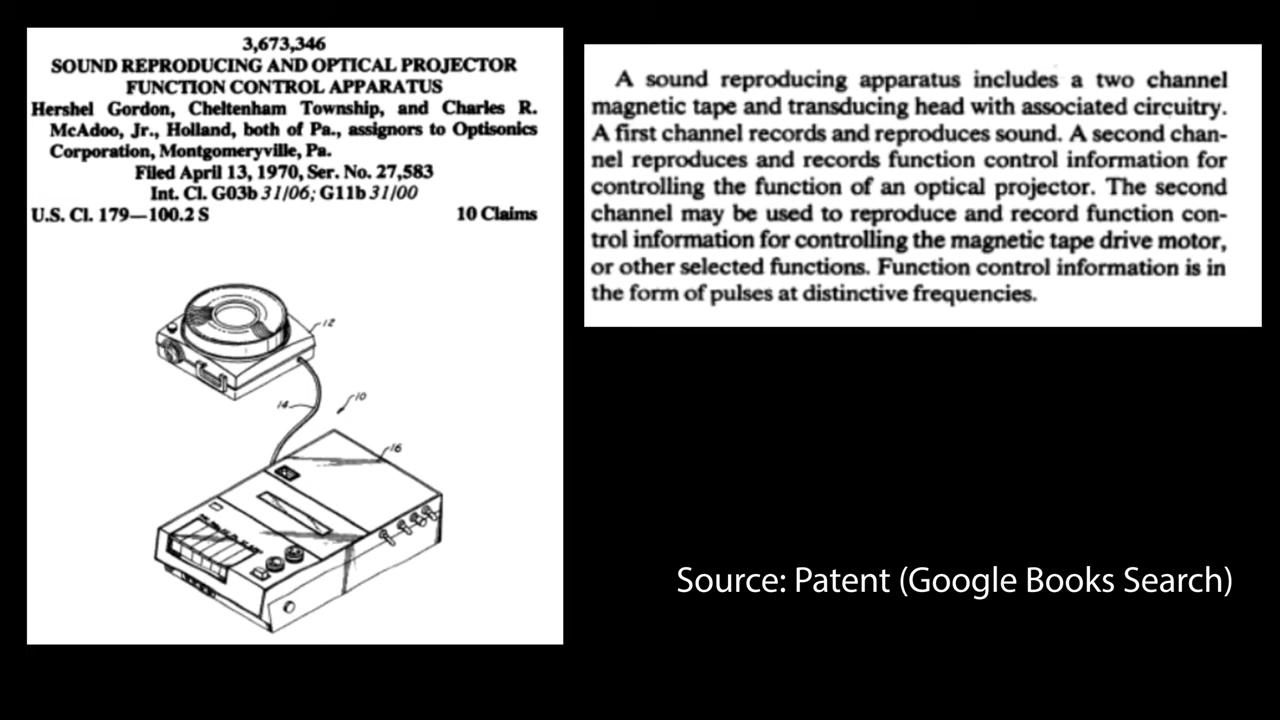 3,673,346
SOUND REPRODUCING AND OPTICAL PROJECTOR
FUNCTION CONTROL APPARATUS
Hershel Gordon, Cheltenham Township, and Charles R.
McAdoo, Jr., Holland, both of Pa., assignors to Optisonics
Corporation, Montgomeryville, Pa.
Filed April 13, 1970, Ser. No. 27,583
Int. Cl. G03b 31/06; G11b 31/00
U.S. Cl. 179—100.2 S 10 Claims
12
14
10
16
A sound reproducing apparatus includes a two channel
magnetic tape and transducing head with associated circuitry.
A first channel records and reproduces sound. A second chan-
nel reproduces and records function control information for
controlling the function of an optical projector. The second
channel may be used to reproduce and record function con-
trol information for controlling the magnetic tape drive motor,
or other selected functions. Function control information is in
the form of pulses at distinctive frequencies.
Source: Patent (Google Books Search)